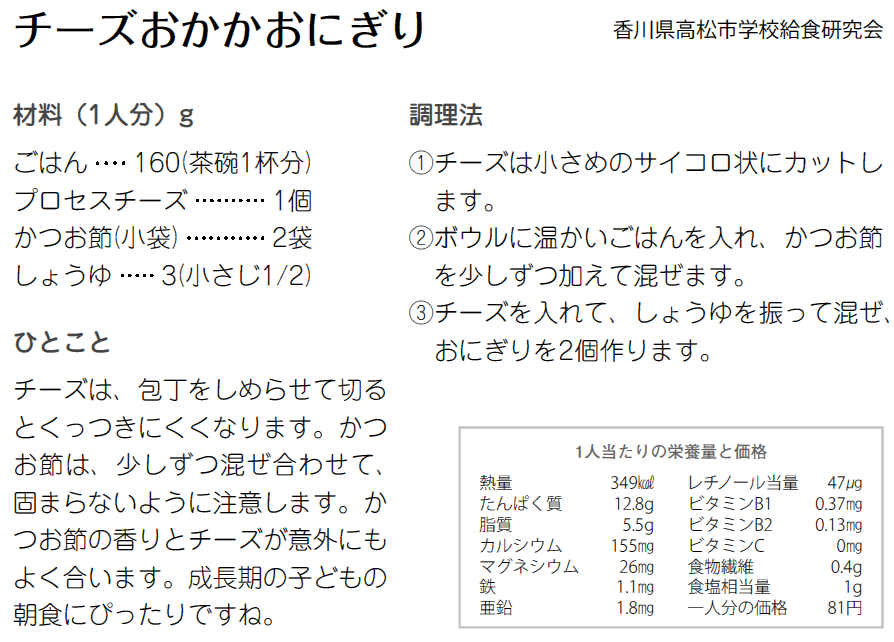 チーズおかかおにぎり
香川県高松市学校給食研究会
材料（1人分）g
ごはん ···· 160(茶碗1杯分)
プロセスチーズ ·········· 1個
かつお節(小袋) ··········· 2袋
しょうゆ ····· 3(小さじ1/2)
ひとこと
チーズは、包丁をしめらせて切る
とくっつきにくくなります。かつ
お節は、少しずつ混ぜ合わせて、
固まらないように注意します。か
つお節の香りとチーズが意外にも
よく合います。成長期の子どもの
朝食にぴったりですね。
調理法
①チーズは小さめのサイコロ状にカットし
ます。
②ボウルに温かいごはんを入れ、かつお節
を少しずつ加えて混ぜます。
③チーズを入れて、しょうゆを振って混ぜ、
おにぎりを2個作ります。
1人当たりの栄養量と価格
熱量 349㎉ レチノール当量 47μg
たんぱく質 12.8g ビタミンB1 0.37㎎
脂質 5.5g ビタミンB2 0.13㎎
カルシウム 155㎎ ビタミンC 0㎎
マグネシウム 26㎎ 食物繊維 0.4g
鉄 1.1㎎ 食塩相当量 1g
亜鉛 1.8㎎ 一人分の価格 81円